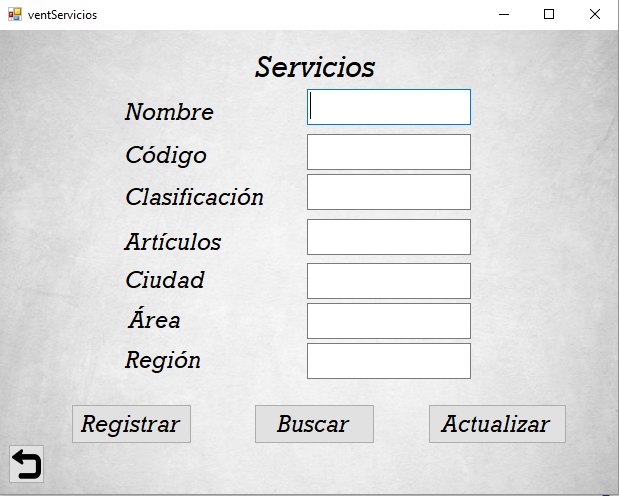 ventServicios
Servicios
Nombre
Código
Clasificación
Artículos
Ciudad
Área
Región
Registrar
Buscar
Actualizar